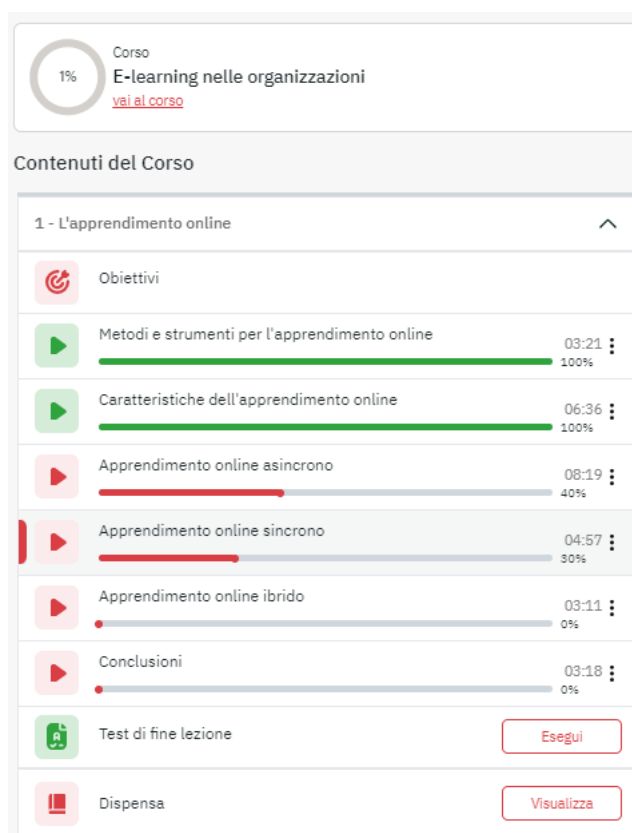 Corso
1%
E-learning nelle organizzazioni
vai al corso
Contenuti del Corso
1 - L'apprendimento online
Obiettivi
Metodi e strumenti per l'apprendimento online
03:21
100%
Caratteristiche dell'apprendimento online
06:36
100%
Apprendimento online asincrono
08:19
40%
Apprendimento online sincrono
04:57
30%
Apprendimento online ibrido
03:11
0%
Conclusioni
03:18
0%
Test di fine lezione
Esegui
Dispensa
Visualizza